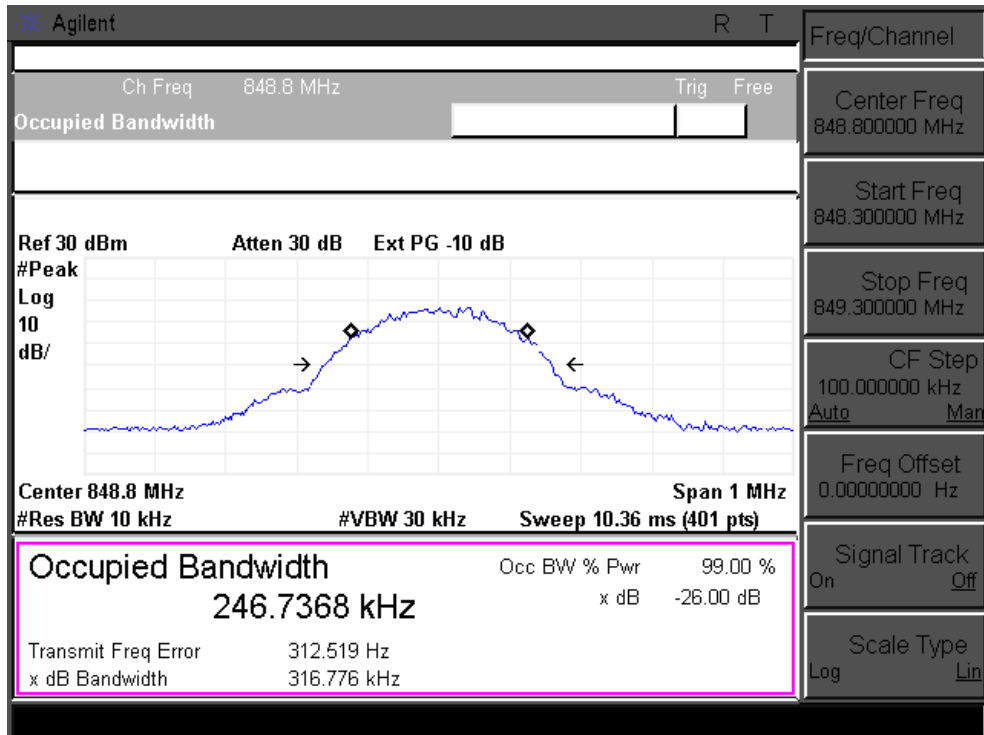 Agilent R T
Ch Freq 848.8 MHz Trig Free
Occupied Bandwidth
Ref 30 dBm Atten 30 dB Ext PG -10 dB
#Peak
Log
10
dB/
Center 848.8 MHz Span 1 MHz
#Res BW 10 kHz #VBW 30 kHz Sweep 10.36 ms (401 pts)
Occupied Bandwidth
246.7368 kHz
Occ BW % Pwr 99.00 %
x dB -26.00 dB
Transmit Freq Error 312.519 Hz
x dB Bandwidth 316.776 kHz
Freq/Channel
Center Freq
848.800000 MHz
Start Freq
848.300000 MHz
Stop Freq
849.300000 MHz
CF Step
100.000000 kHz
Auto Man
Freq Offset
0.00000000 Hz
Signal Track
On Off
Scale Type
Log Lin